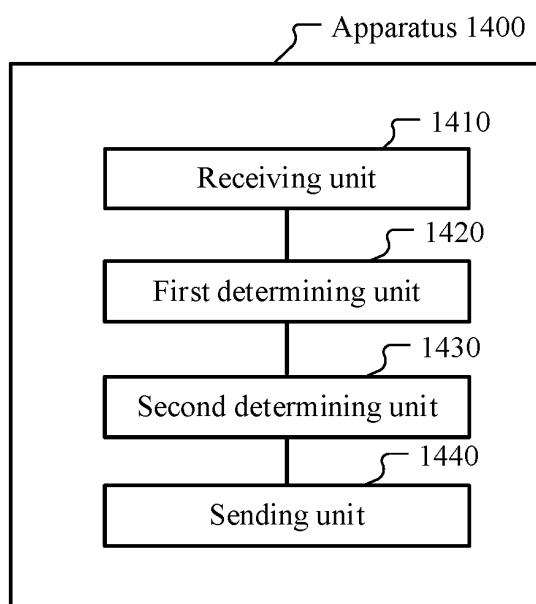 Apparatus 1400
1410
Receiving unit
1420
First determining unit
1430
Second determining unit
1440
Sending unit